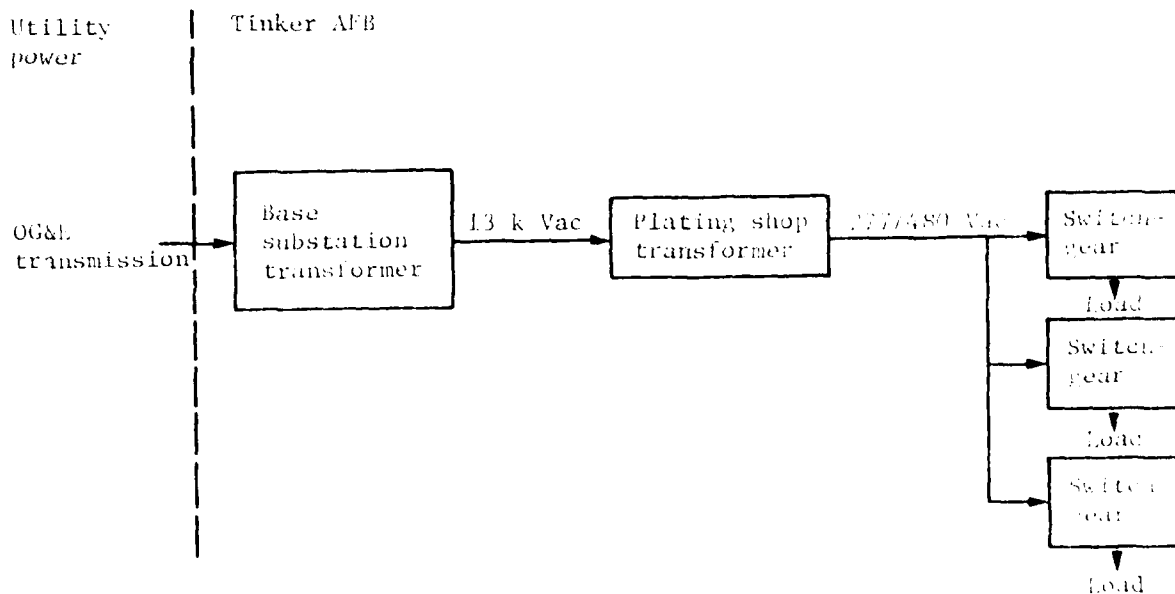 Utility
power
Tinker AFB
OG&E
transmission
Base
substation
transformer
13 k Vac
Plating shop
transformer
277/480 Vac
Switch-
gear
Load
Switch-
gear
Load
Switch-
gear
Load